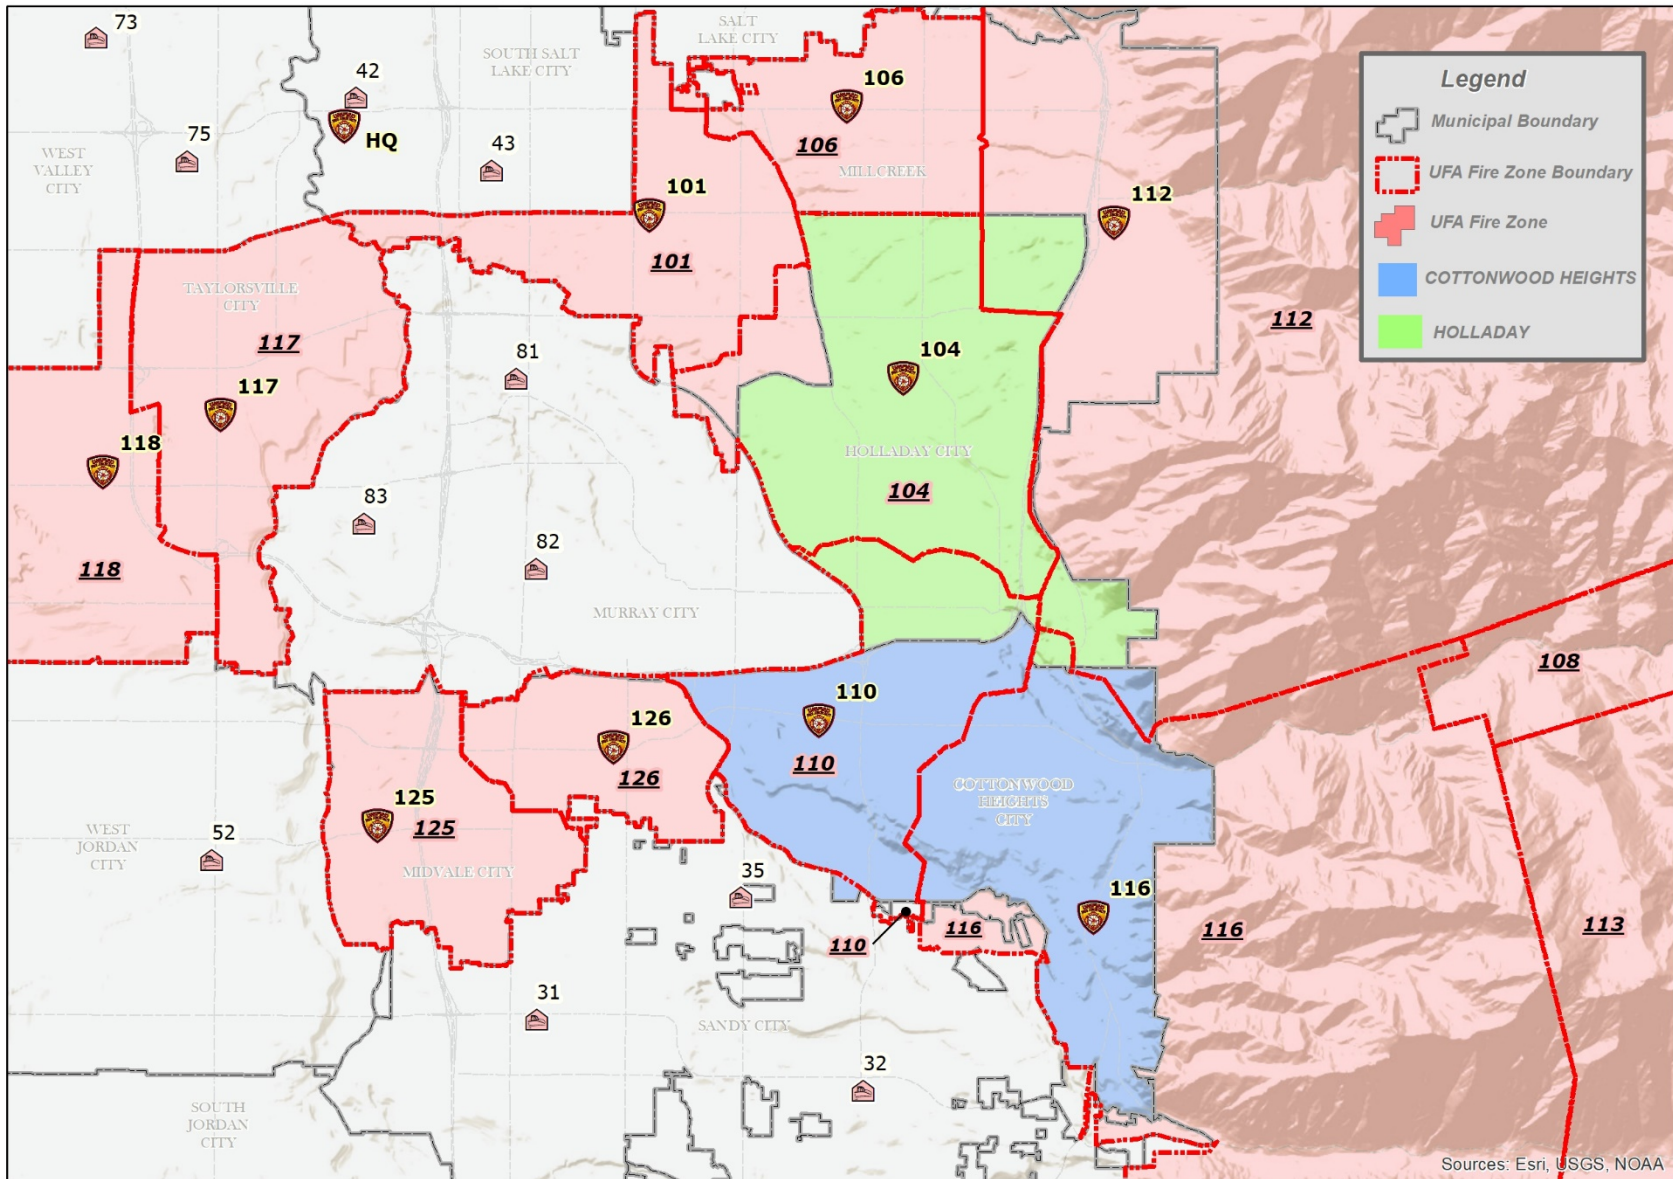 73
SOUTH SALT
LAKE CITY
SALT
LAKE CITY
42
HQ
106
106
MILLCREEK
75
WEST
VALLEY
CITY
43
101
101
112
112
Legend
Municipal Boundary
UFA Fire Zone Boundary
UFA Fire Zone
COTTONWOOD HEIGHTS
HOLLADAY
TAYLORSVILLE
CITY
117
117
81
104
118
HOLLADAY CITY
104
83
82
118
MURRAY CITY
108
110
110
126
126
125
125
COTTONWOOD
HEIGHTS
CITY
WEST
JORDAN
CITY
52
MIDVALE CITY
35
116
110
116
116
113
31
SANDY CITY
32
SOUTH
JORDAN
CITY
Sources: Esri, USGS, NOAA